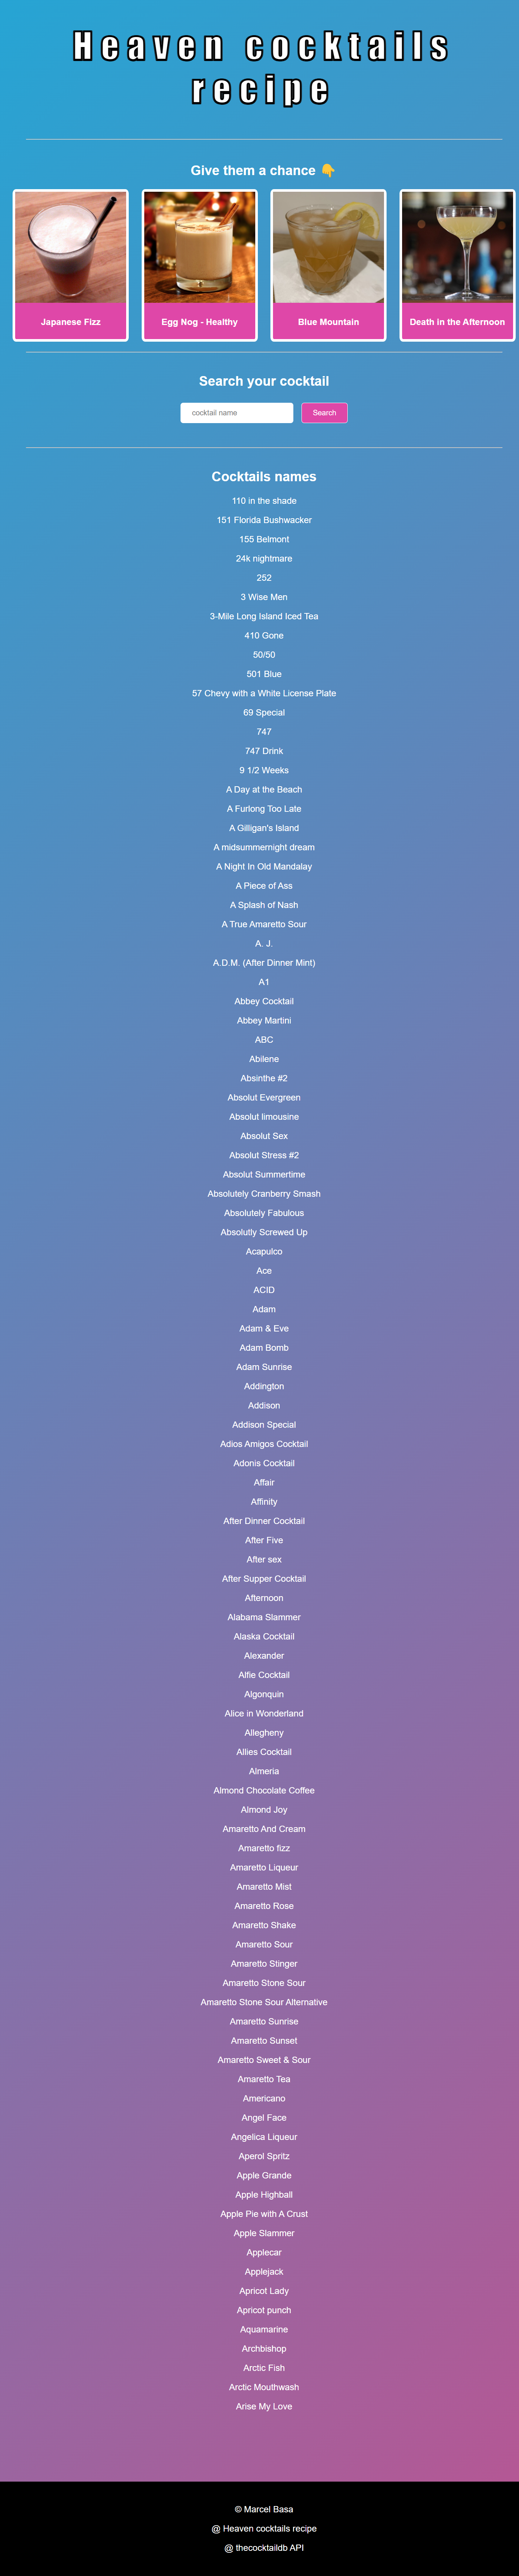 Heaven cocktails
recipe
Give them a chance 👇
Japanese Fizz
Egg Nog - Healthy
Blue Mountain
Death in the Afternoon
Search your cocktail
cocktail name
Search
Cocktails names
110 in the shade
151 Florida Bushwacker
155 Belmont
24k nightmare
252
3 Wise Men
3-Mile Long Island Iced Tea
410 Gone
50/50
501 Blue
57 Chevy with a White License Plate
69 Special
747
747 Drink
9 1/2 Weeks
A Day at the Beach
A Furlong Too Late
A Gilligan's Island
A midsummernight dream
A Night In Old Mandalay
A Piece of Ass
A Splash of Nash
A True Amaretto Sour
A. J.
A.D.M. (After Dinner Mint)
A1
Abbey Cocktail
Abbey Martini
ABC
Abilene
Absinthe #2
Absolut Evergreen
Absolut limousine
Absolut Sex
Absolut Stress #2
Absolut Summertime
Absolutely Cranberry Smash
Absolutely Fabulous
Absolutly Screwed Up
Acapulco
Ace
ACID
Adam
Adam & Eve
Adam Bomb
Adam Sunrise
Addington
Addison
Addison Special
Adios Amigos Cocktail
Adonis Cocktail
Affair
Affinity
After Dinner Cocktail
After Five
After sex
After Supper Cocktail
Afternoon
Alabama Slammer
Alaska Cocktail
Alexander
Alfie Cocktail
Algonquin
Alice in Wonderland
Allegheny
Allies Cocktail
Almeria
Almond Chocolate Coffee
Almond Joy
Amaretto And Cream
Amaretto fizz
Amaretto Liqueur
Amaretto Mist
Amaretto Rose
Amaretto Shake
Amaretto Sour
Amaretto Stinger
Amaretto Stone Sour
Amaretto Stone Sour Alternative
Amaretto Sunrise
Amaretto Sunset
Amaretto Sweet & Sour
Amaretto Tea
Americano
Angel Face
Angelica Liqueur
Aperol Spritz
Apple Grande
Apple Highball
Apple Pie with A Crust
Apple Slammer
Applecar
Applejack
Apricot Lady
Apricot punch
Aquamarine
Archbishop
Arctic Fish
Arctic Mouthwash
Arise My Love
© Marcel Basa
@ Heaven cocktails recipe
@ thecocktaildb API